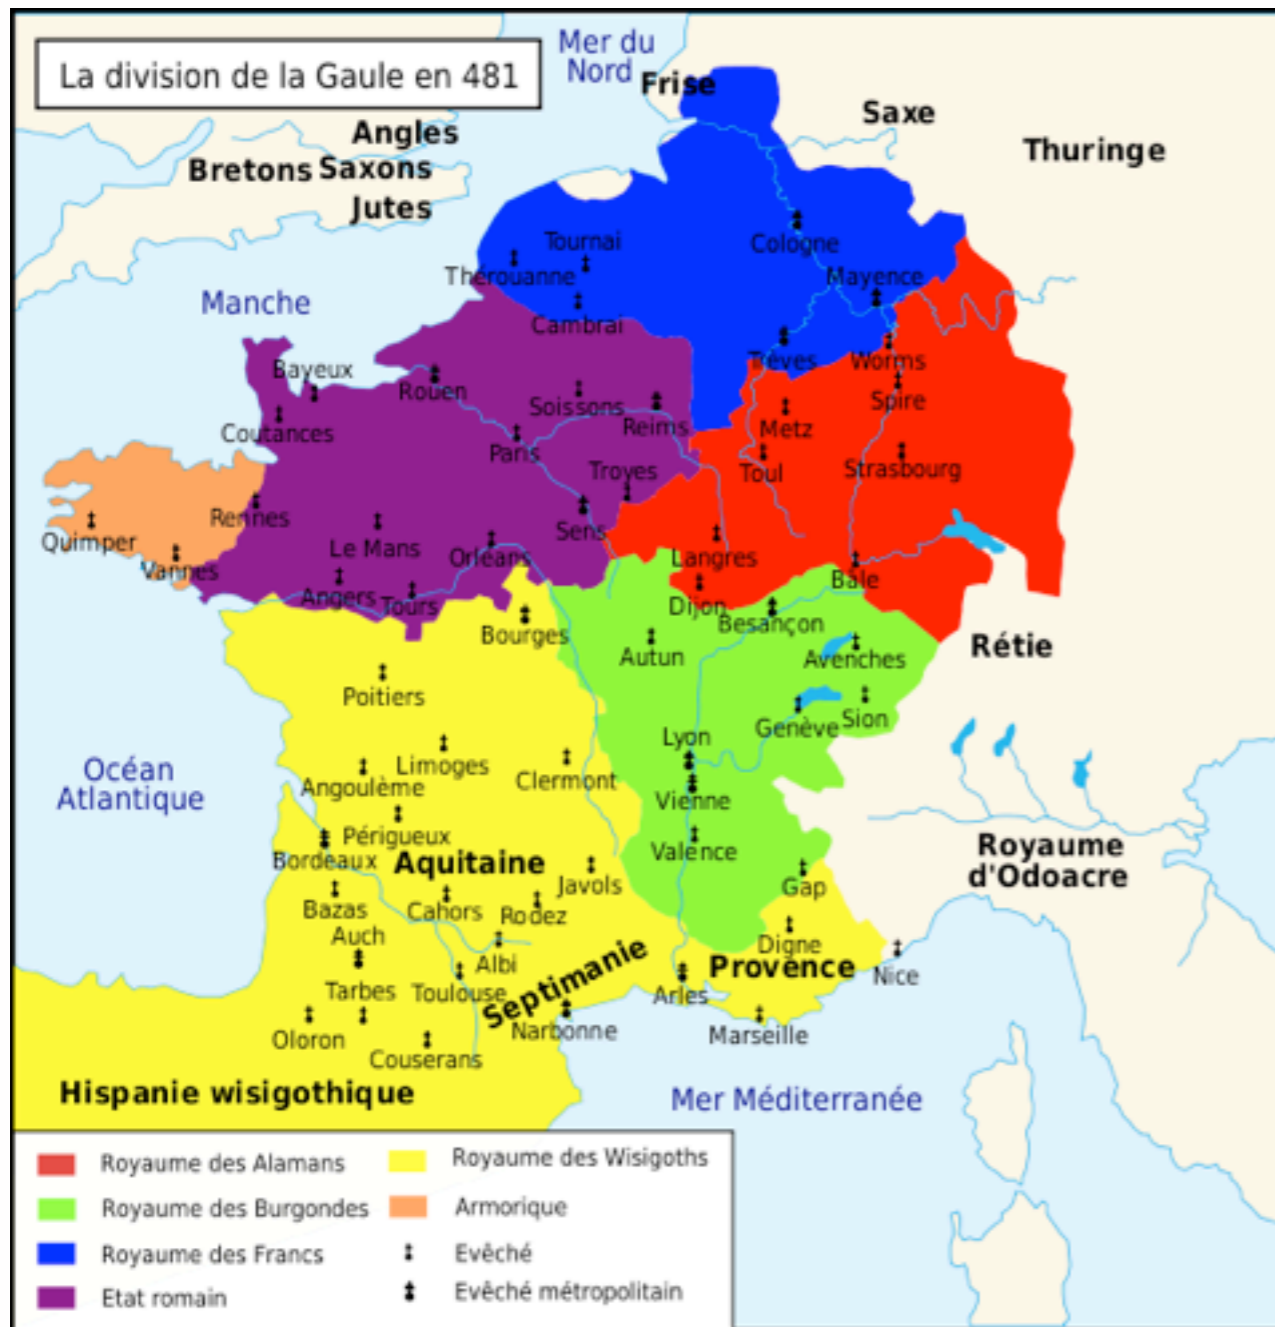 La division de la Gaule en 481
Mer du
Nord
Frise
Saxe
Thuringe
Angles
Bretons
Saxons
Jutes
Manche
Tournai
Thérouanne
Cambrai
Cologne
Mayence
Trèves
Worms
Spire
Metz
Toul
Strasbourg
Bayeux
Coutances
Rouen
Soissons
Reims
Paris
Troyes
Sens
Rennes
Le Mans
Orléans
Quimper
Vannes
Angers
Tours
Langres
Dijon
Bâle
Besançon
Bourges
Autun
Avenches
Rétie
Poitiers
Genève
Sion
Lyon
Océan
Atlantique
Limoges
Angoulème
Clermont
Vienne
Périgueux
Bordeaux
Valence
Aquitaine
Javols
Gap
Royaume
d'Odoacre
Bazas
Cahors
Rodez
Auch
Albi
Digne
Septimanie
Provence
Nice
Tarbes
Toulouse
Arles
Oloron
Narbonne
Marseille
Couserans
Hispanie wisigothique
Mer Méditerranée
Royaume des Alamans
Royaume des Burgondes
Royaume des Francs
Etat romain
Royaume des Wisigoths
Armorique
Evêché
Evêché métropolitain